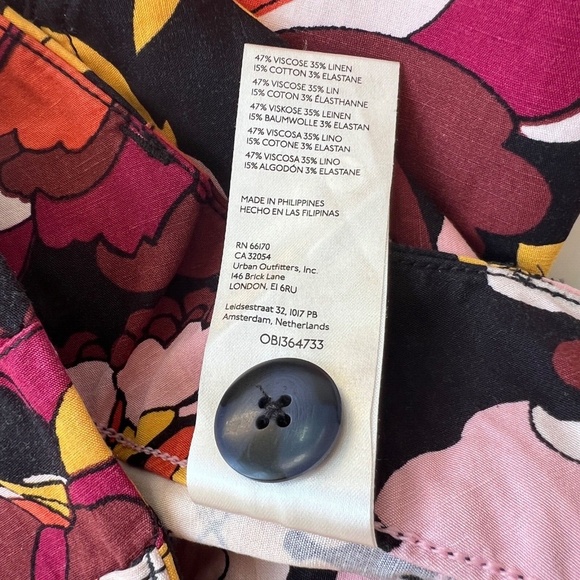 47% VISCOSE 35% LINEN
15% COTTON 3% ELASTANE
47% VISCOSE 35% LIN
15% COTON 3% ÉLASTHANNE
47% VISKOSE 35% LEINEN
15% BAUMWOLLE 3% ELASTAN
47% VISCOSA 35% LINO
15% COTONE 3% ELASTAN
47% VISCOSA 35% LINO
15% ALGODÓN 3% ELASTANE
MADE IN PHILIPPINES
HECHO EN LAS FILIPINAS
RN 66170
CA 32054
Urban Outfitters, Inc.
146 Brick Lane
LONDON, E1 6RU
Leidsestraat 32, 1017 PB
Amsterdam, Netherlands
OB1364733